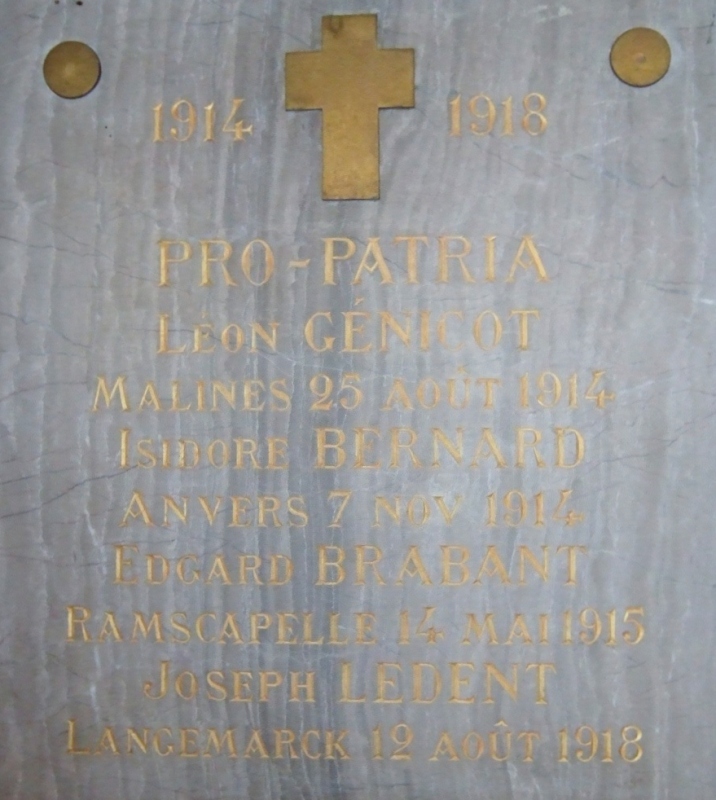 1914 1918
PRO-PATRIA
LÉON GÉNICOT
MALINES 25 AOÛT 1914
ISIDORE BERNARD
ANVERS 7 NOV 1914
EDGARD BRABANT
RAMSCAPELLE 14 MAI 1915
JOSEPH LEDENT
LANGEMARCK 12 AOÛT 1918